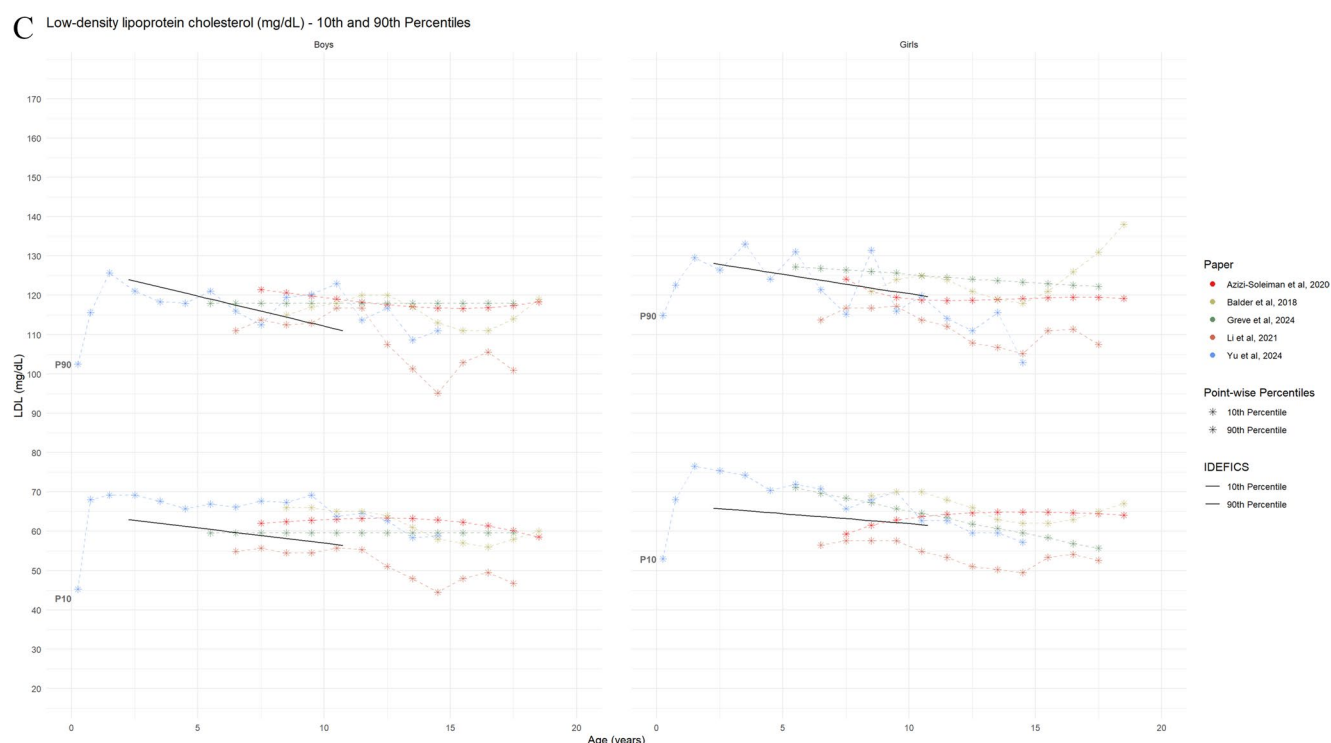 C Low-density lipoprotein cholesterol (mg/dL) - 10th and 90th Percentiles
Boys
Girls
170
160
150
140
130
120
110
100
90
80
70
60
50
40
30
20
LDL (mg/dL)
P90
P10
P90
P10
0 5 10 15 20
0 5 10 15 20
Age (years)
Paper
Azizi-Soleiman et al, 2020
Balder et al, 2018
Greve et al, 2024
Li et al, 2021
Yu et al, 2024
Point-wise Percentiles
10th Percentile
90th Percentile
IDEFICS
10th Percentile
90th Percentile